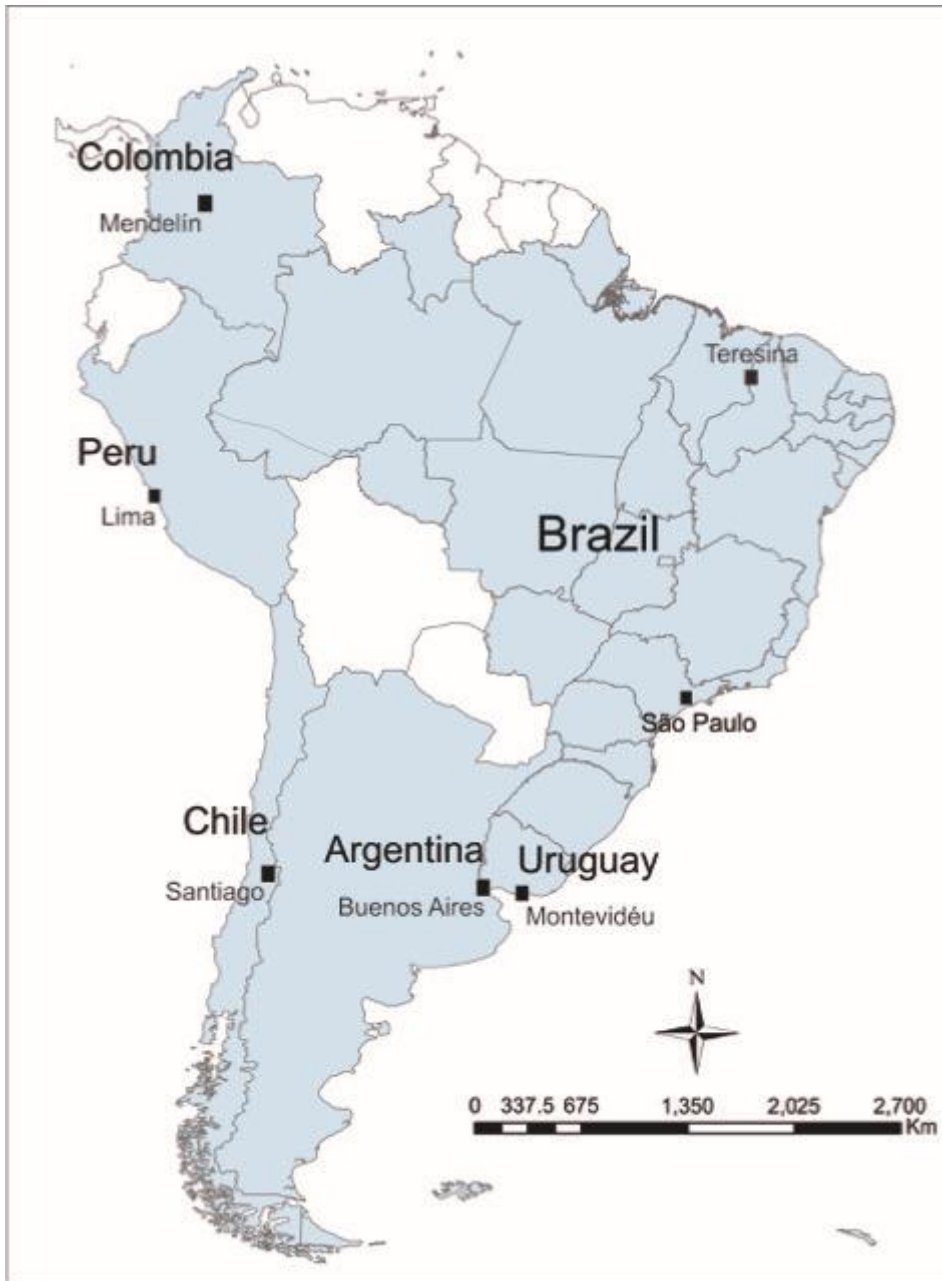 Colombia
Mendelín
Teresina
Peru
Lima
Brazil
São Paulo
Chile
Santiago
Argentina
Buenos Aires
Uruguay
Montevidéu
N
0 337.5 675 1,350 2,025 2,700
Km